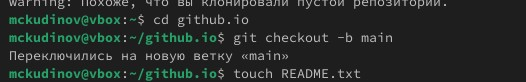 warning: Похоже, что вы клонировали пустой репозиторий.
mckudinov@vbox:~$ cd github.io
mckudinov@vbox:~/github.io$ git checkout -b main
Переключились на новую ветку «main»
mckudinov@vbox:~/github.io$ touch README.txt